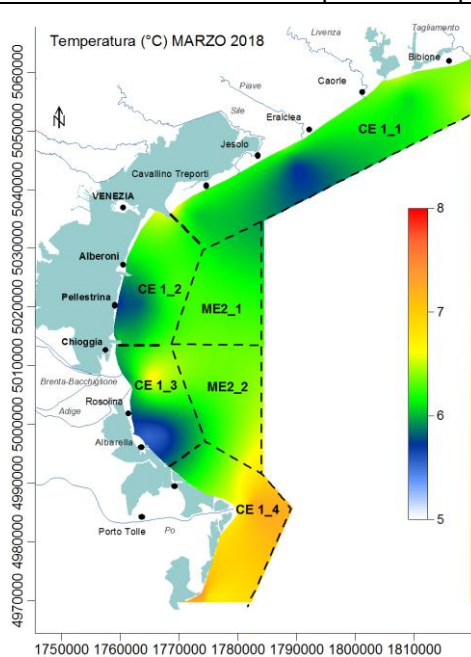 Temperatura (°C) MARZO 2018
Tagliamento
Livenza
Bibione
Caorle
Piave
Eraclea
Sile
CE 1_1
Jesolo
Cavallino Treporti
VENEZIA
N
Alberoni
CE 1_2
Pellestrina
ME2_1
Chioggia
CE 1_3
Brenta-Bacchiglione
ME2_2
Adige
Rosolina
Albarella
CE 1_4
Po
Porto Tolle
8
7
6
5
5060000
5050000
5040000
5030000
5020000
5010000
5000000
4990000
4980000
4970000
1750000 1760000 1770000 1780000 1790000 1800000 1810000